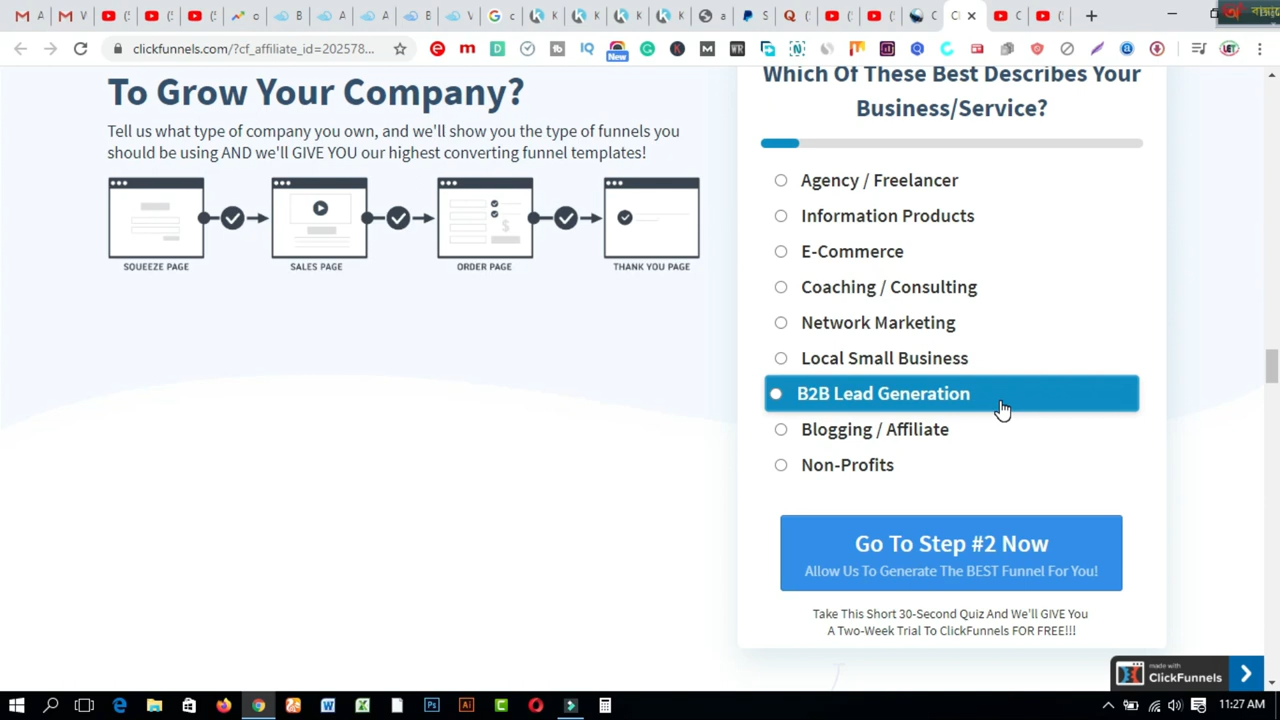 clickfunnels.com/?cf_affiliate_id=202578...
New
To Grow Your Company?
Tell us what type of company you own, and we'll show you the type of funnels you
should be using AND we'll GIVE YOU our highest converting funnel templates!
SQUEEZE PAGE
SALES PAGE
ORDER PAGE
THANK YOU PAGE
Which Of These Best Describes Your
Business/Service?
Agency / Freelancer
Information Products
E-Commerce
Coaching / Consulting
Network Marketing
Local Small Business
B2B Lead Generation
Blogging / Affiliate
Non-Profits
Go To Step #2 Now
Allow Us To Generate The BEST Funnel For You!
Take This Short 30-Second Quiz And We'll GIVE You
A Two-Week Trial To ClickFunnels FOR FREE!!!
made with
ClickFunnels
11:27 AM